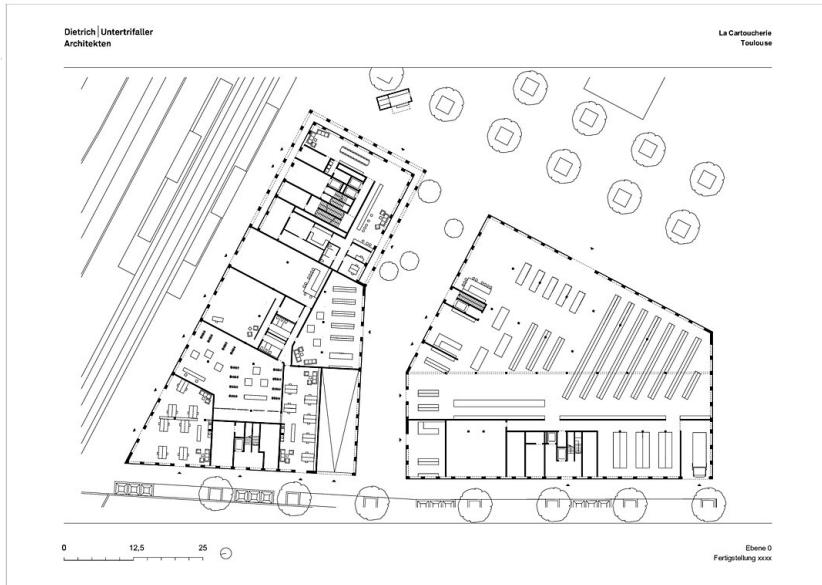 Dietrich|Untertrifaller
Architekten
La Cartoucherie
Toulouse
0 12,5 25
Ebene 0
Fertigstellung xxxx